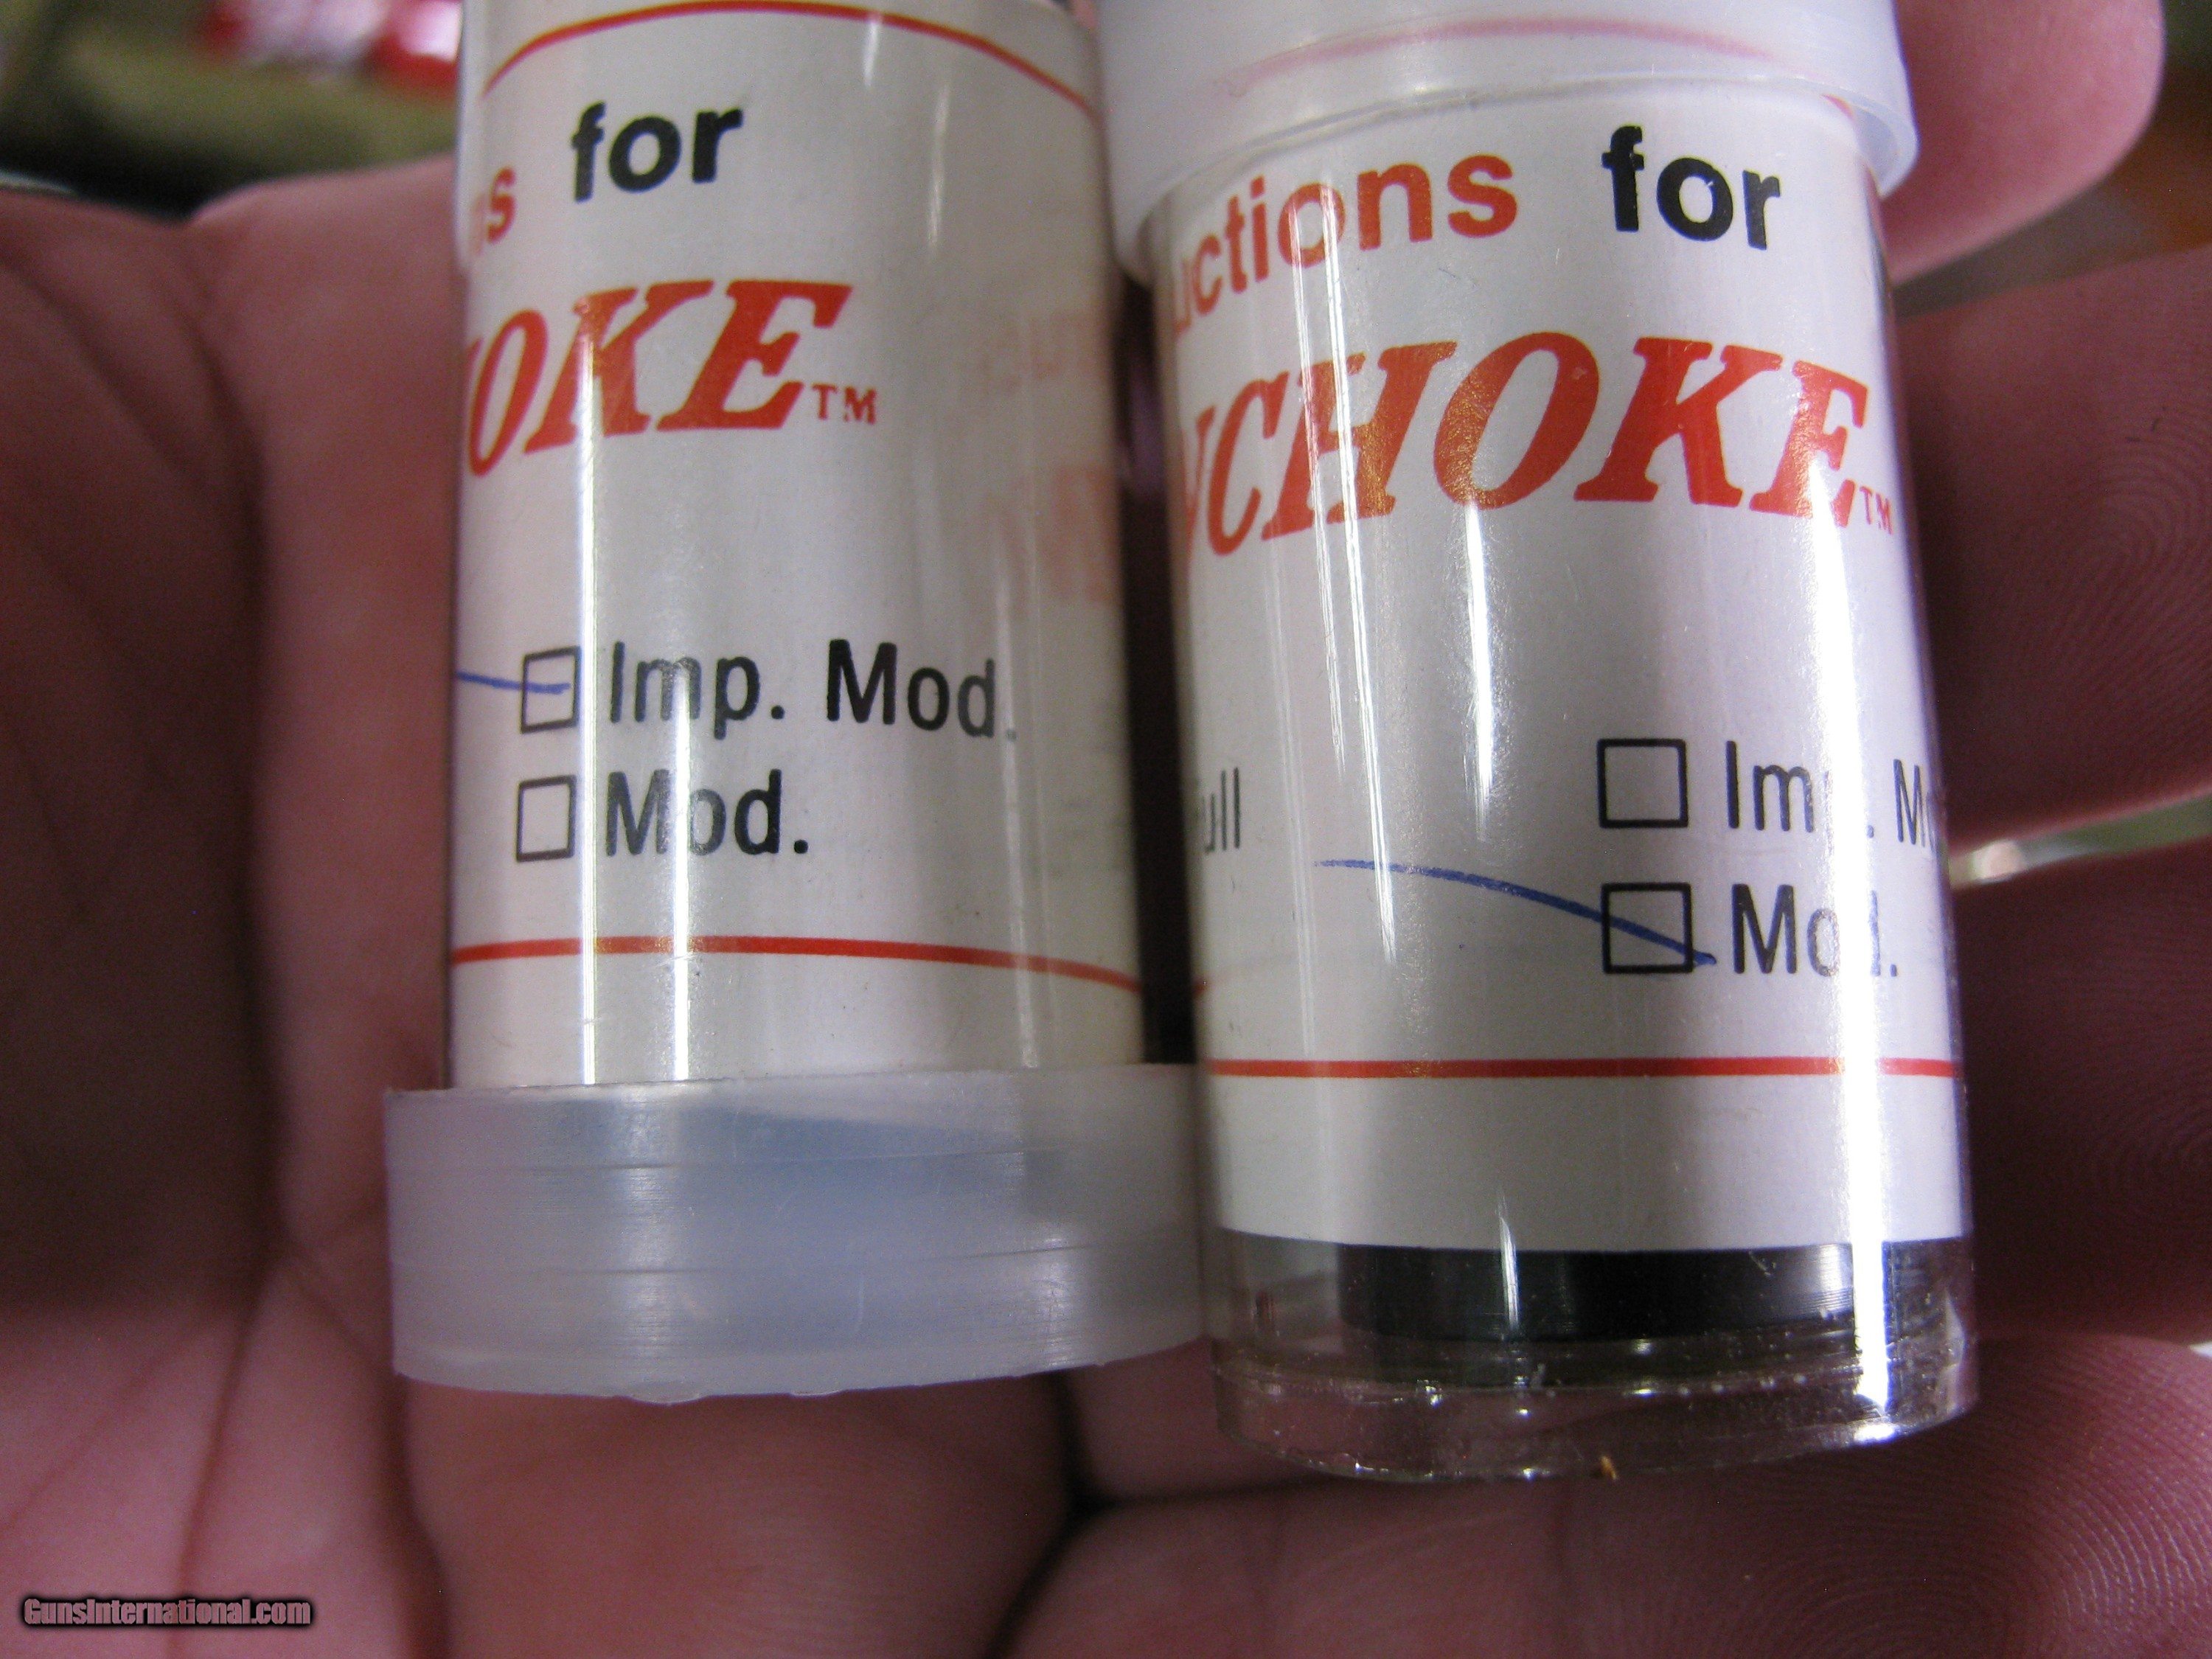 for
OKE™
Imp. Mod.
Mod.
uctions for
CHOKE™
ull
Imp. M
Mod.
GunsInternational.com